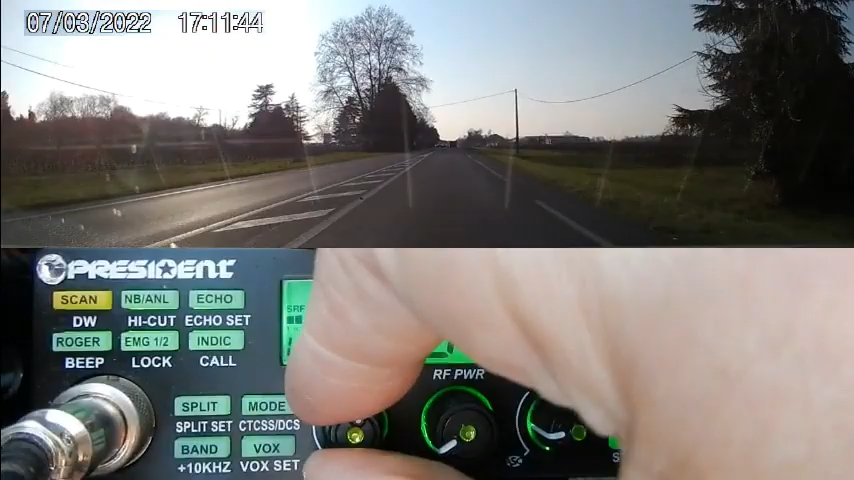 07/03/2022 17:11:44
PRESIDENT
SCAN NB/ANL ECHO
DW HI-CUT ECHO SET
ROGER EMG 1/2 INDIC
BEEP LOCK CALL
SRF
RF PWR
SPLIT MODE
SPLIT SET CTCSS/DCS
BAND VOX
+10KHZ VOX SET